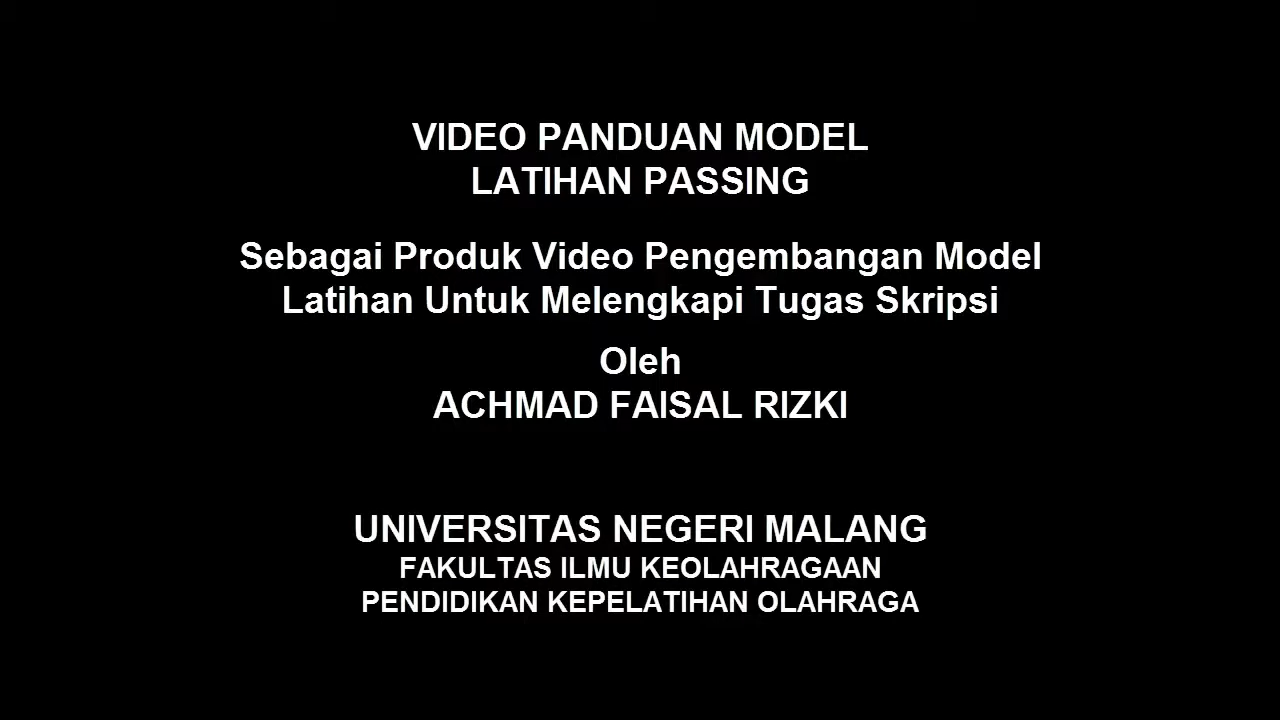 VIDEO PANDUAN MODEL
LATIHAN PASSING
Sebagai Produk Video Pengembangan Model
Latihan Untuk Melengkapi Tugas Skripsi
Oleh
ACHMAD FAISAL RIZKI
UNIVERSITAS NEGERI MALANG
FAKULTAS ILMU KEOLAHRAGAAN
PENDIDIKAN KEPELATIHAN OLAHRAGA